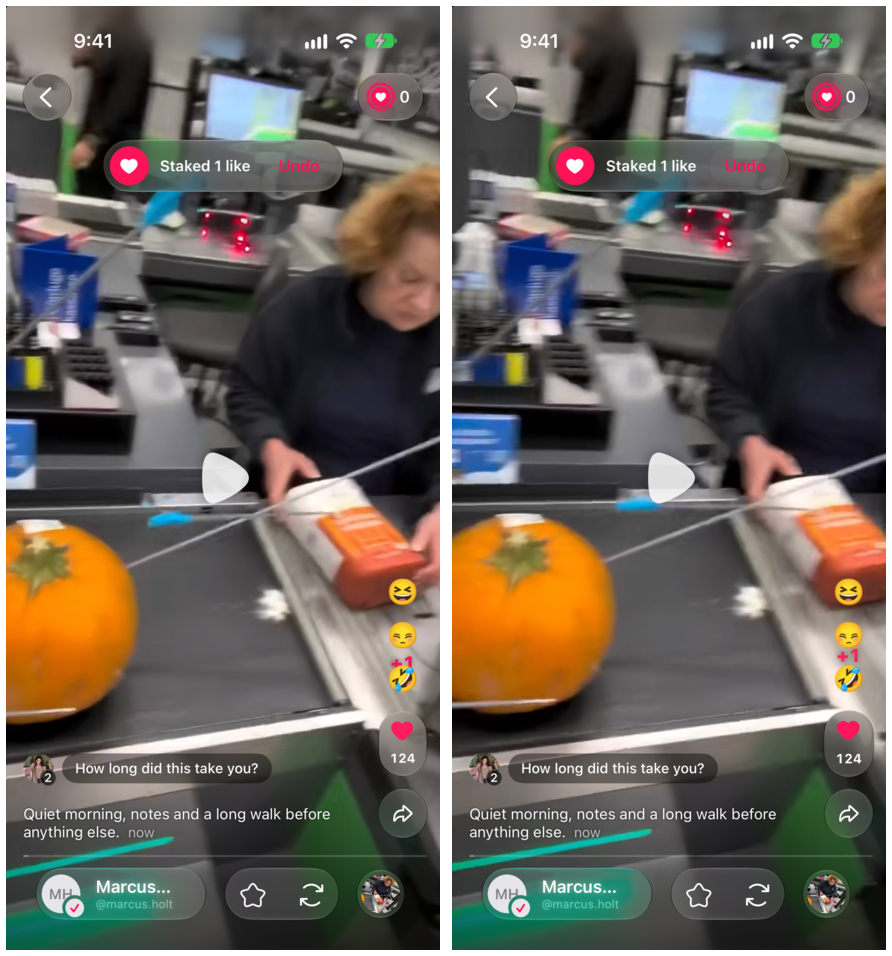 9:41
0
Staked 1 like
Undo
+1
124
2
How long did this take you?
Quiet morning, notes and a long walk before
anything else. now
MH
Marcus...
@marcus.holt
9:41
0
Staked 1 like
Undo
+1
124
2
How long did this take you?
Quiet morning, notes and a long walk before
anything else. now
MH
Marcus...
@marcus.holt